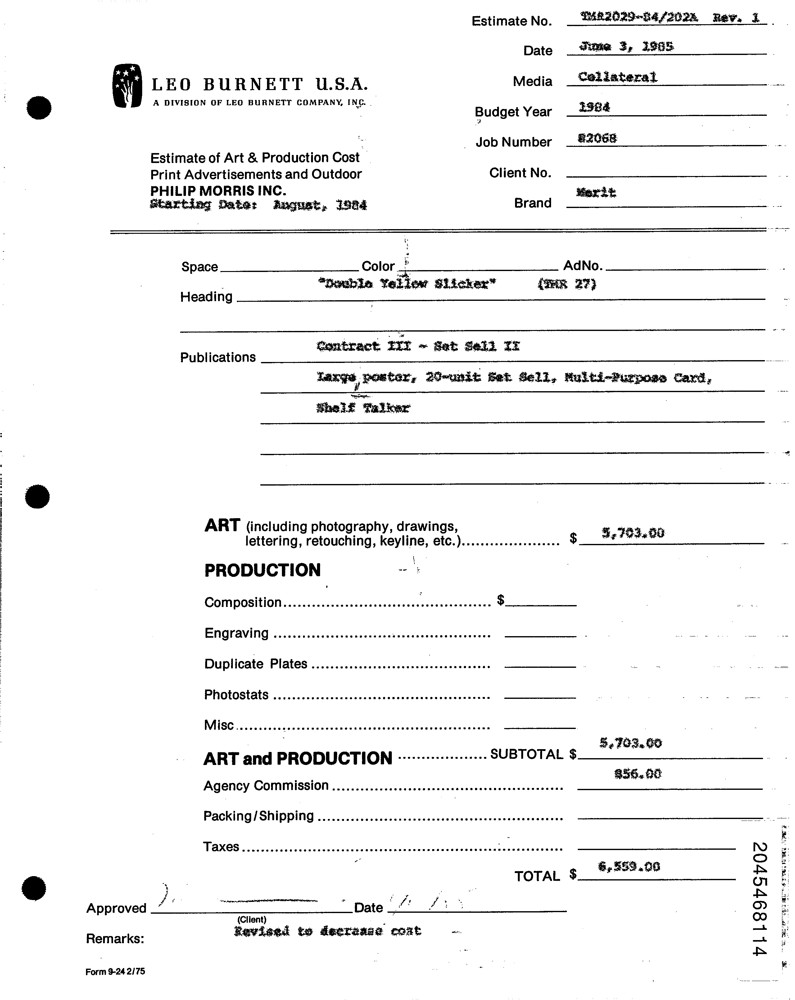 Estimate No. TMR2029-84/202A Rev. 1
Date June 3, 1985
LEO BURNETT U.S.A.
A DIVISION OF LEO BURNETT COMPANY, INC.
Media Collateral
Budget Year 1984
Job Number 82068
Estimate of Art & Production Cost
Print Advertisements and Outdoor
Client No.
PHILIP MORRIS INC.
Starting Date: August, 1984
Brand Merit
Space Color AdNo.
"Double Yellow Slicker" (TMR 27)
Heading
Contract III - Set Sell II
Publications
Large poster, 20-unit Set Sell, Multi-Purpose Card,
Shelf Talker
ART (including photography, drawings,
lettering, retouching, keyline, etc.).................... $ 5,703.00
PRODUCTION
Composition............................................ $
Engraving ..............................................
Duplicate Plates ......................................
Photostats ..............................................
Misc......................................................
ART and PRODUCTION .................. SUBTOTAL $ 5,703.00
Agency Commission ................................................ 856.00
Packing/Shipping ....................................................
Taxes....................................................................
TOTAL $ 6,559.00
Approved Date
(Client)
Remarks: Revised to decrease cost
Form 9-24 2/75
2045468114